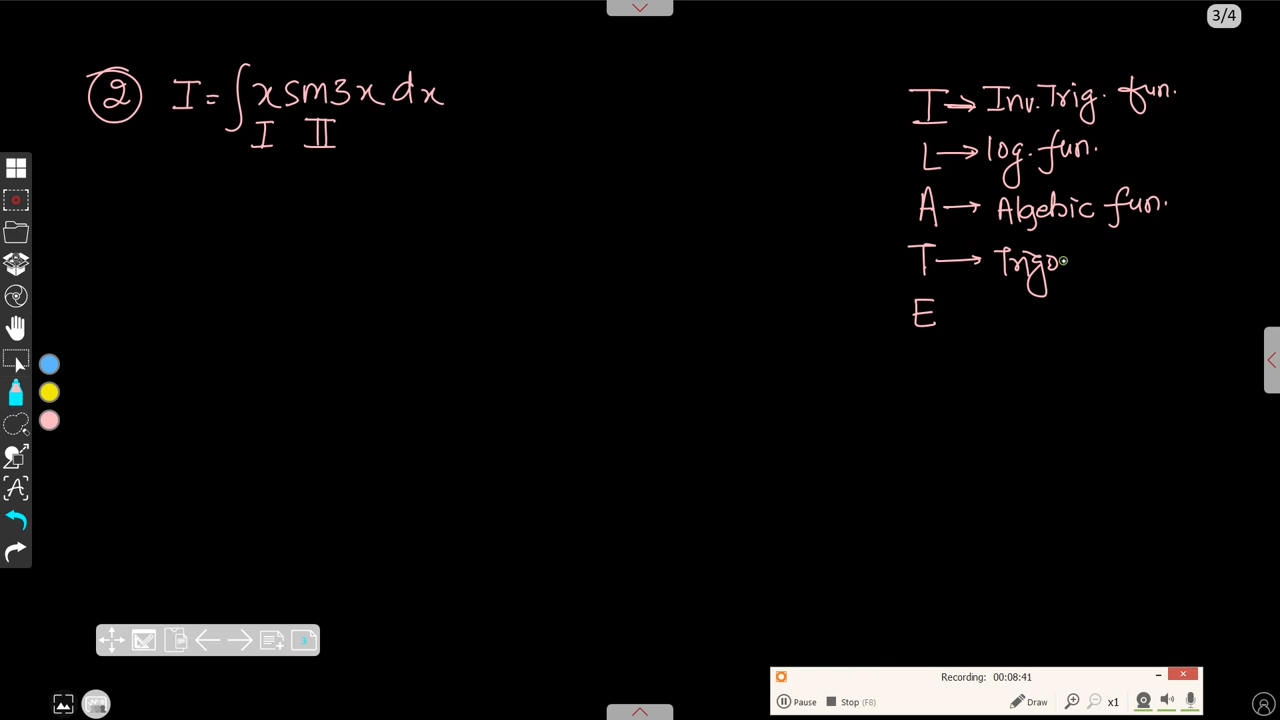 3/4
② I = ∫ x sin3x dx
I II
I → Inv. Trig. fun.
L → log. fun.
A → Algebic fun.
T → Trigo
E
3
Recording: 00:08:41
Pause Stop (F8) Draw x1